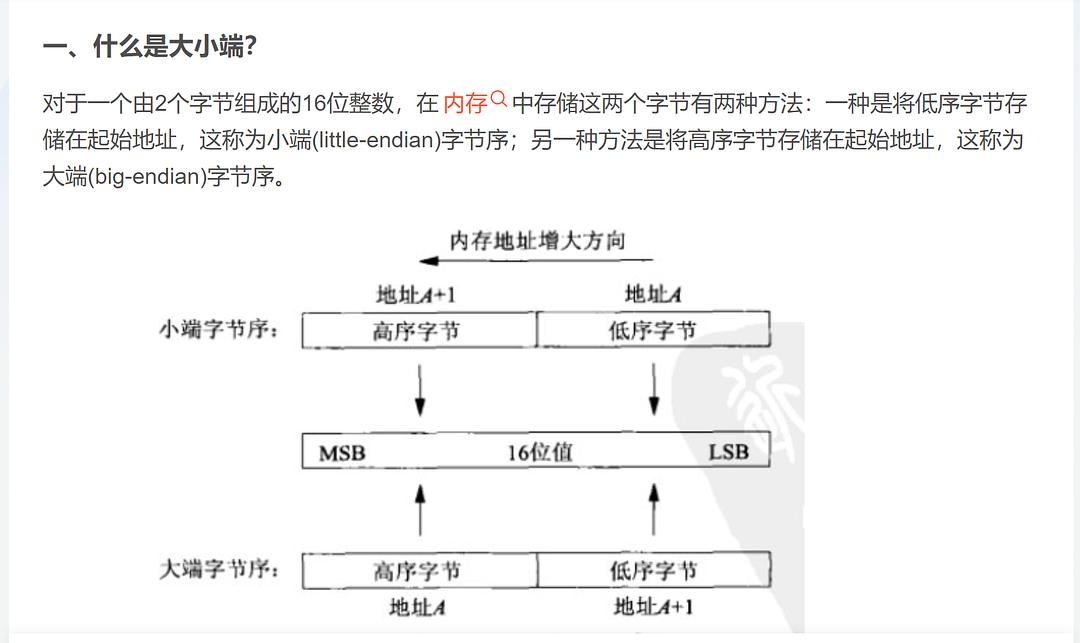 一、什么是大小端？
对于一个由2个字节组成的16位整数，在 内存 中存储这两个字节有两种方法：一种是将低序字节存
储在起始地址，这称为小端(little-endian)字节序；另一种方法是将高序字节存储在起始地址，这称为
大端(big-endian)字节序。
内存地址增大方向
地址A+1 地址A
小端字节序： 高序字节 低序字节
MSB 16位值 LSB
大端字节序： 高序字节 低序字节
地址A 地址A+1